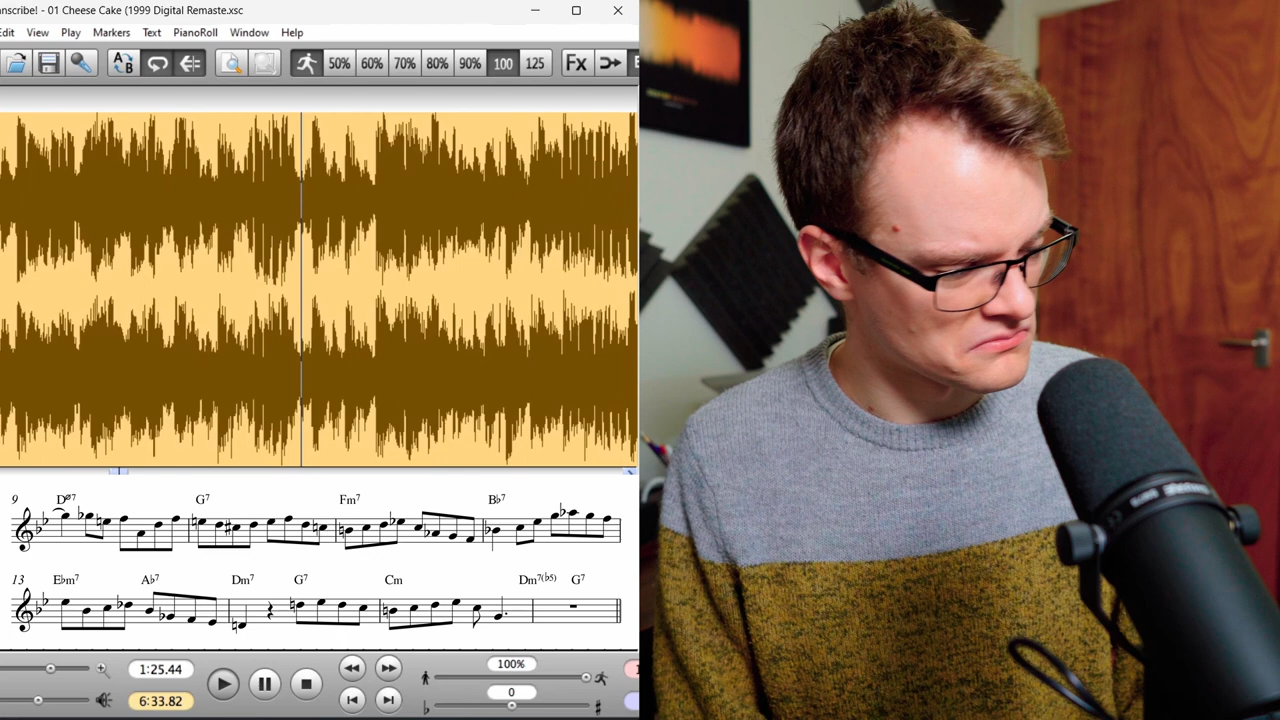 nscribe! - 01 Cheese Cake (1999 Digital Remaste.xsc
Edit View Play Markers Text PianoRoll Window Help
A B 50% 60% 70% 80% 90% 100 125 Fx
9 Dø7 G7 Fm7 B♭7
13 E♭m7 A♭7 Dm7 G7 Cm Dm7(♭5) G7
1:25.44 100%
6:33.82 0